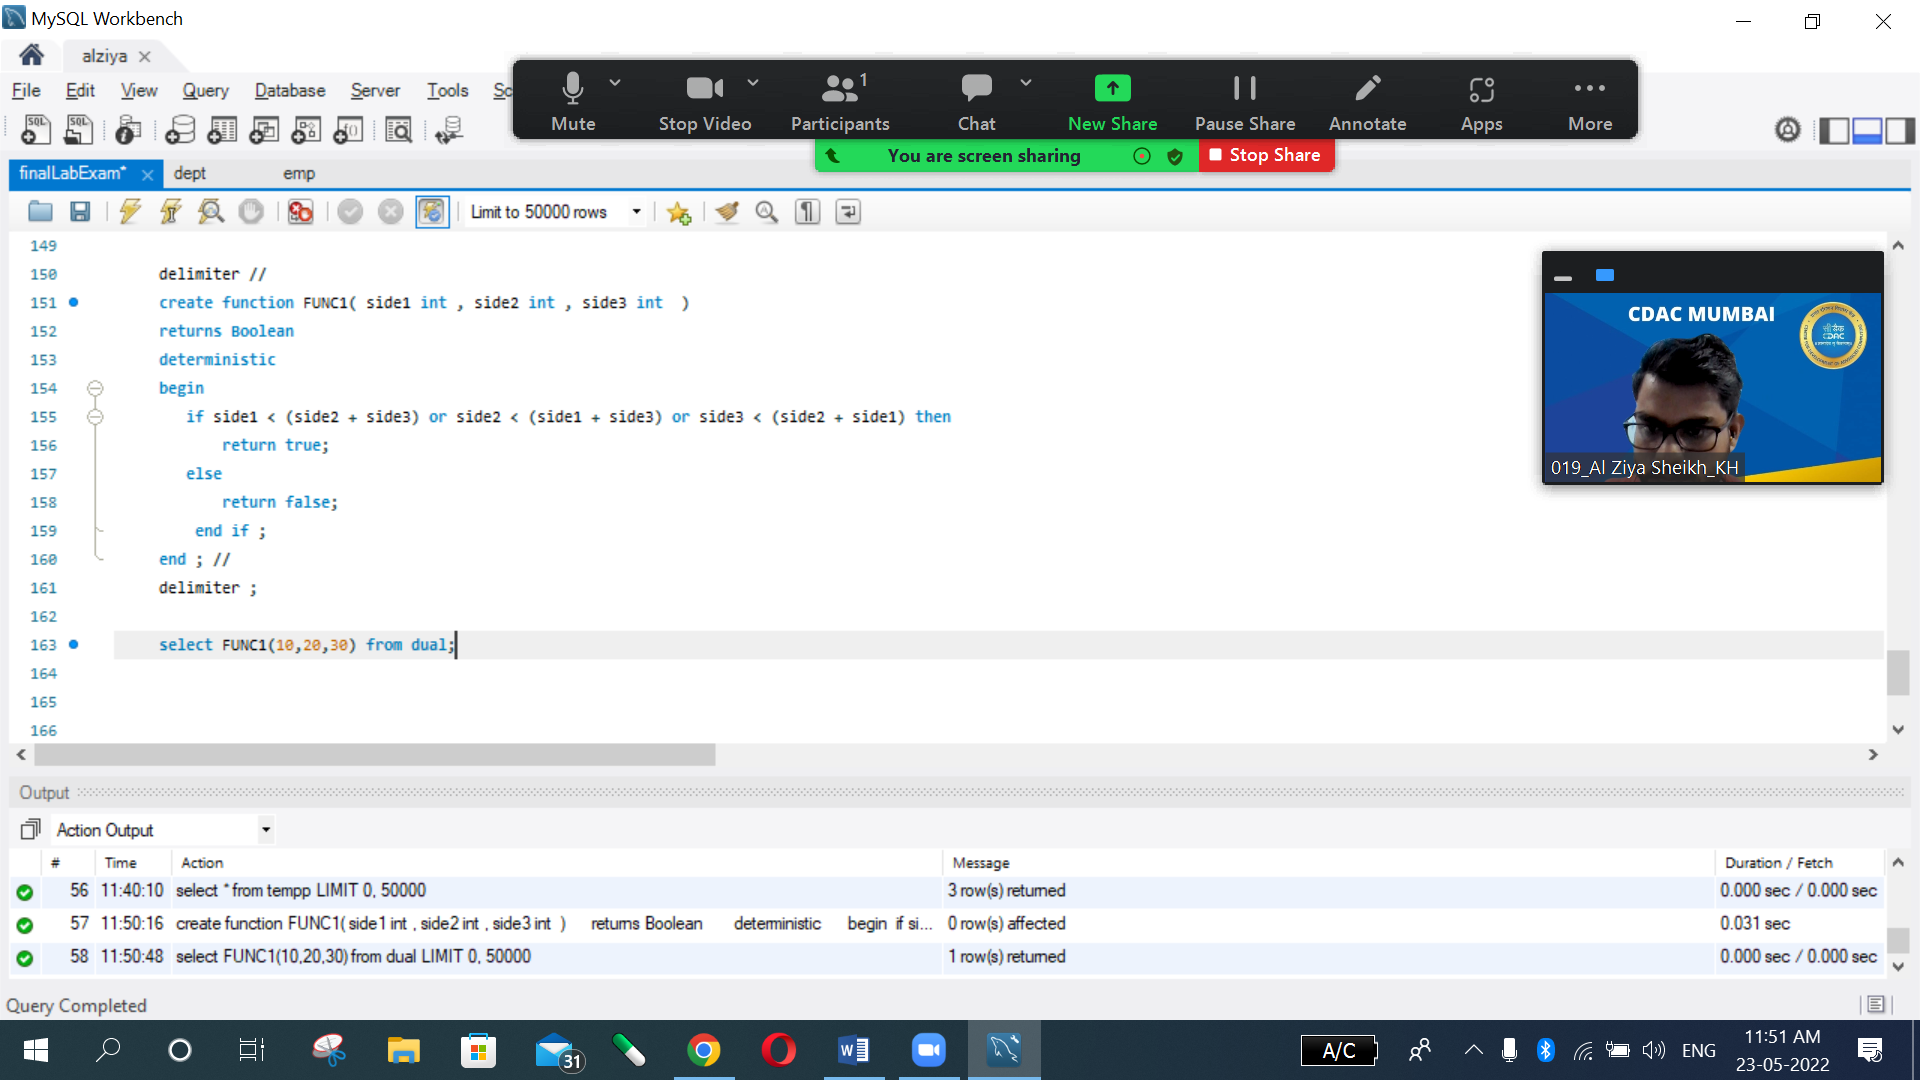 MySQL Workbench
alziya
File Edit View Query Database Server Tools Sc
Mute Stop Video Participants 1 Chat New Share Pause Share Annotate Apps More
You are screen sharing Stop Share
finalLabExam* dept emp
Limit to 50000 rows
149
150 delimiter //
151 create function FUNC1( side1 int , side2 int , side3 int )
152 returns Boolean
153 deterministic
154 begin
155 if side1 < (side2 + side3) or side2 < (side1 + side3) or side3 < (side2 + side1) then
156 return true;
157 else
158 return false;
159 end if ;
160 end ; //
161 delimiter ;
162
163 select FUNC1(10,20,30) from dual;
164
165
166
CDAC MUMBAI
सी डैक
CDAC
019_Al Ziya Sheikh_KH
Output
Action Output
# Time Action Message Duration / Fetch
56 11:40:10 select * from tempp LIMIT 0, 50000 3 row(s) returned 0.000 sec / 0.000 sec
57 11:50:16 create function FUNC1( side1 int , side2 int , side3 int ) returns Boolean deterministic begin if si... 0 row(s) affected 0.031 sec
58 11:50:48 select FUNC1(10,20,30) from dual LIMIT 0, 50000 1 row(s) returned 0.000 sec / 0.000 sec
Query Completed
31
A/C
ENG
11:51 AM
23-05-2022